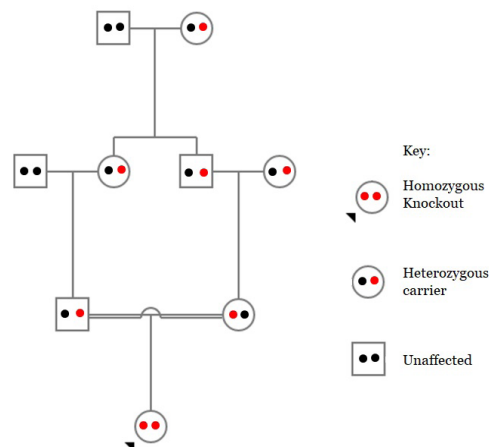 Key:
Homozygous
Knockout
Heterozygous
carrier
Unaffected